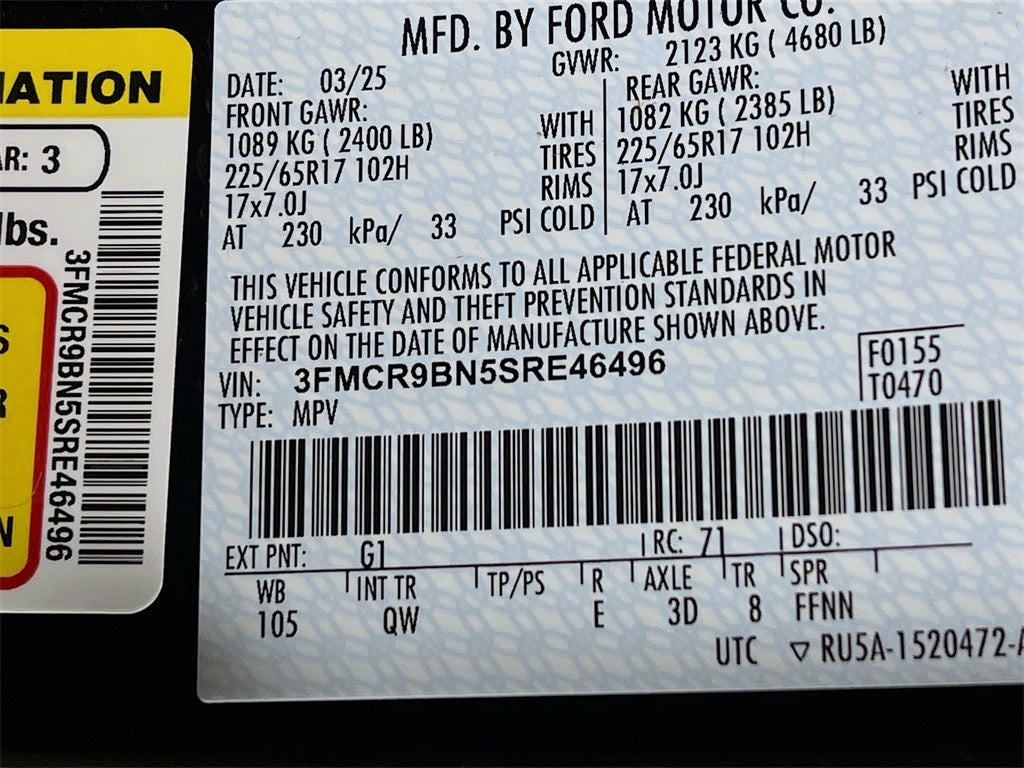 MFD. BY FORD MOTOR CO.
DATE: 03/25
GVWR: 2123 KG ( 4680 LB)
FRONT GAWR:
1089 KG ( 2400 LB)
225/65R17 102H
17x7.0J
WITH
TIRES
RIMS
AT 230 kPa/ 33 PSI COLD
REAR GAWR:
1082 KG ( 2385 LB)
225/65R17 102H
17x7.0J
WITH
TIRES
RIMS
AT 230 kPa/ 33 PSI COLD
THIS VEHICLE CONFORMS TO ALL APPLICABLE FEDERAL MOTOR
VEHICLE SAFETY AND THEFT PREVENTION STANDARDS IN
EFFECT ON THE DATE OF MANUFACTURE SHOWN ABOVE.
VIN: 3FMCR9BN5SRE46496
TYPE: MPV
F0155
T0470
EXT PNT: G1 RC: 71 DSO:
WB INT TR TP/PS R AXLE TR SPR
105 QW E 3D 8 FFNN
UTC ▽ RU5A-1520472-A
3
lbs.
3FMCR9BN5SRE46496